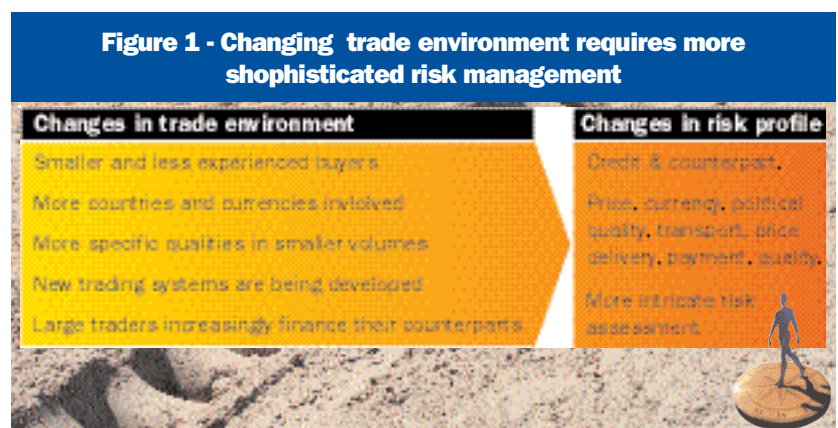 Figure 1 - Changing trade environment requires more
shophisticated risk management
Changes in trade environment
Smaller and less experienced buyers
More countries and currencies invloved
More specific qualities in smaller volumes
New trading systems are being developed
Large traders increasingly finance their counterparts
Changes in risk profile
Credit & counterpart.
Price, currency, political
quality, transport, price
delivery, payment, quality.
More intricate risk
assessment